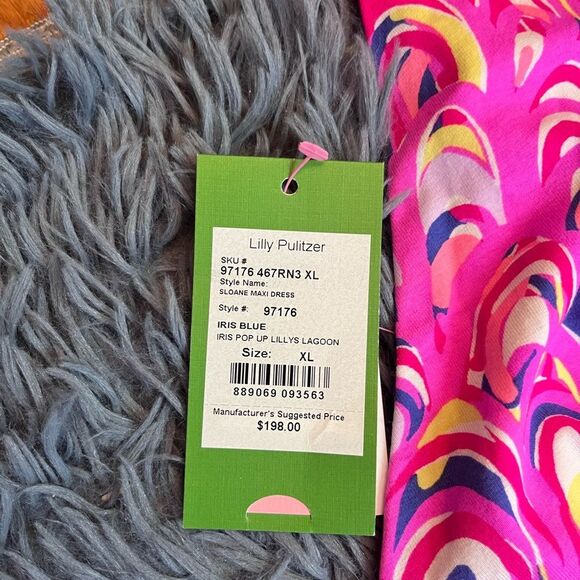 Lilly Pulitzer
SKU #
97176 467RN3 XL
Style Name:
SLOANE MAXI DRESS
Style #: 97176
IRIS BLUE
IRIS POP UP LILLYS LAGOON
Size: XL
889069 093563
Manufacturer's Suggested Price
$198.00